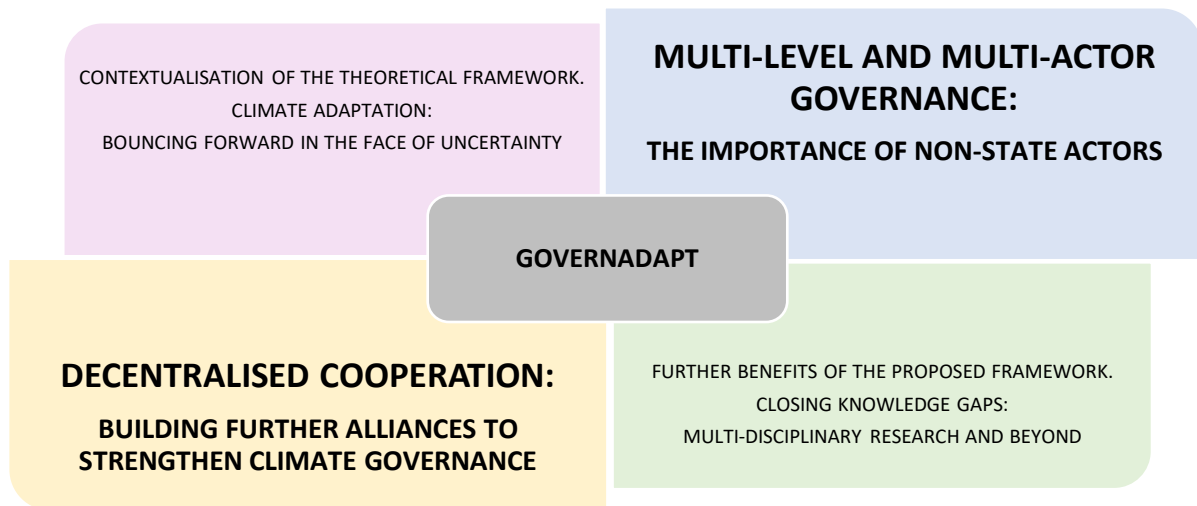 CONTEXTUALISATION OF THE THEORETICAL FRAMEWORK.
CLIMATE ADAPTATION:
BOUNCING FORWARD IN THE FACE OF UNCERTAINTY
MULTI-LEVEL AND MULTI-ACTOR
GOVERNANCE:
THE IMPORTANCE OF NON-STATE ACTORS
GOVERNADAPT
DECENTRALISED COOPERATION:
BUILDING FURTHER ALLIANCES TO
STRENGTHEN CLIMATE GOVERNANCE
FURTHER BENEFITS OF THE PROPOSED FRAMEWORK.
CLOSING KNOWLEDGE GAPS:
MULTI-DISCIPLINARY RESEARCH AND BEYOND